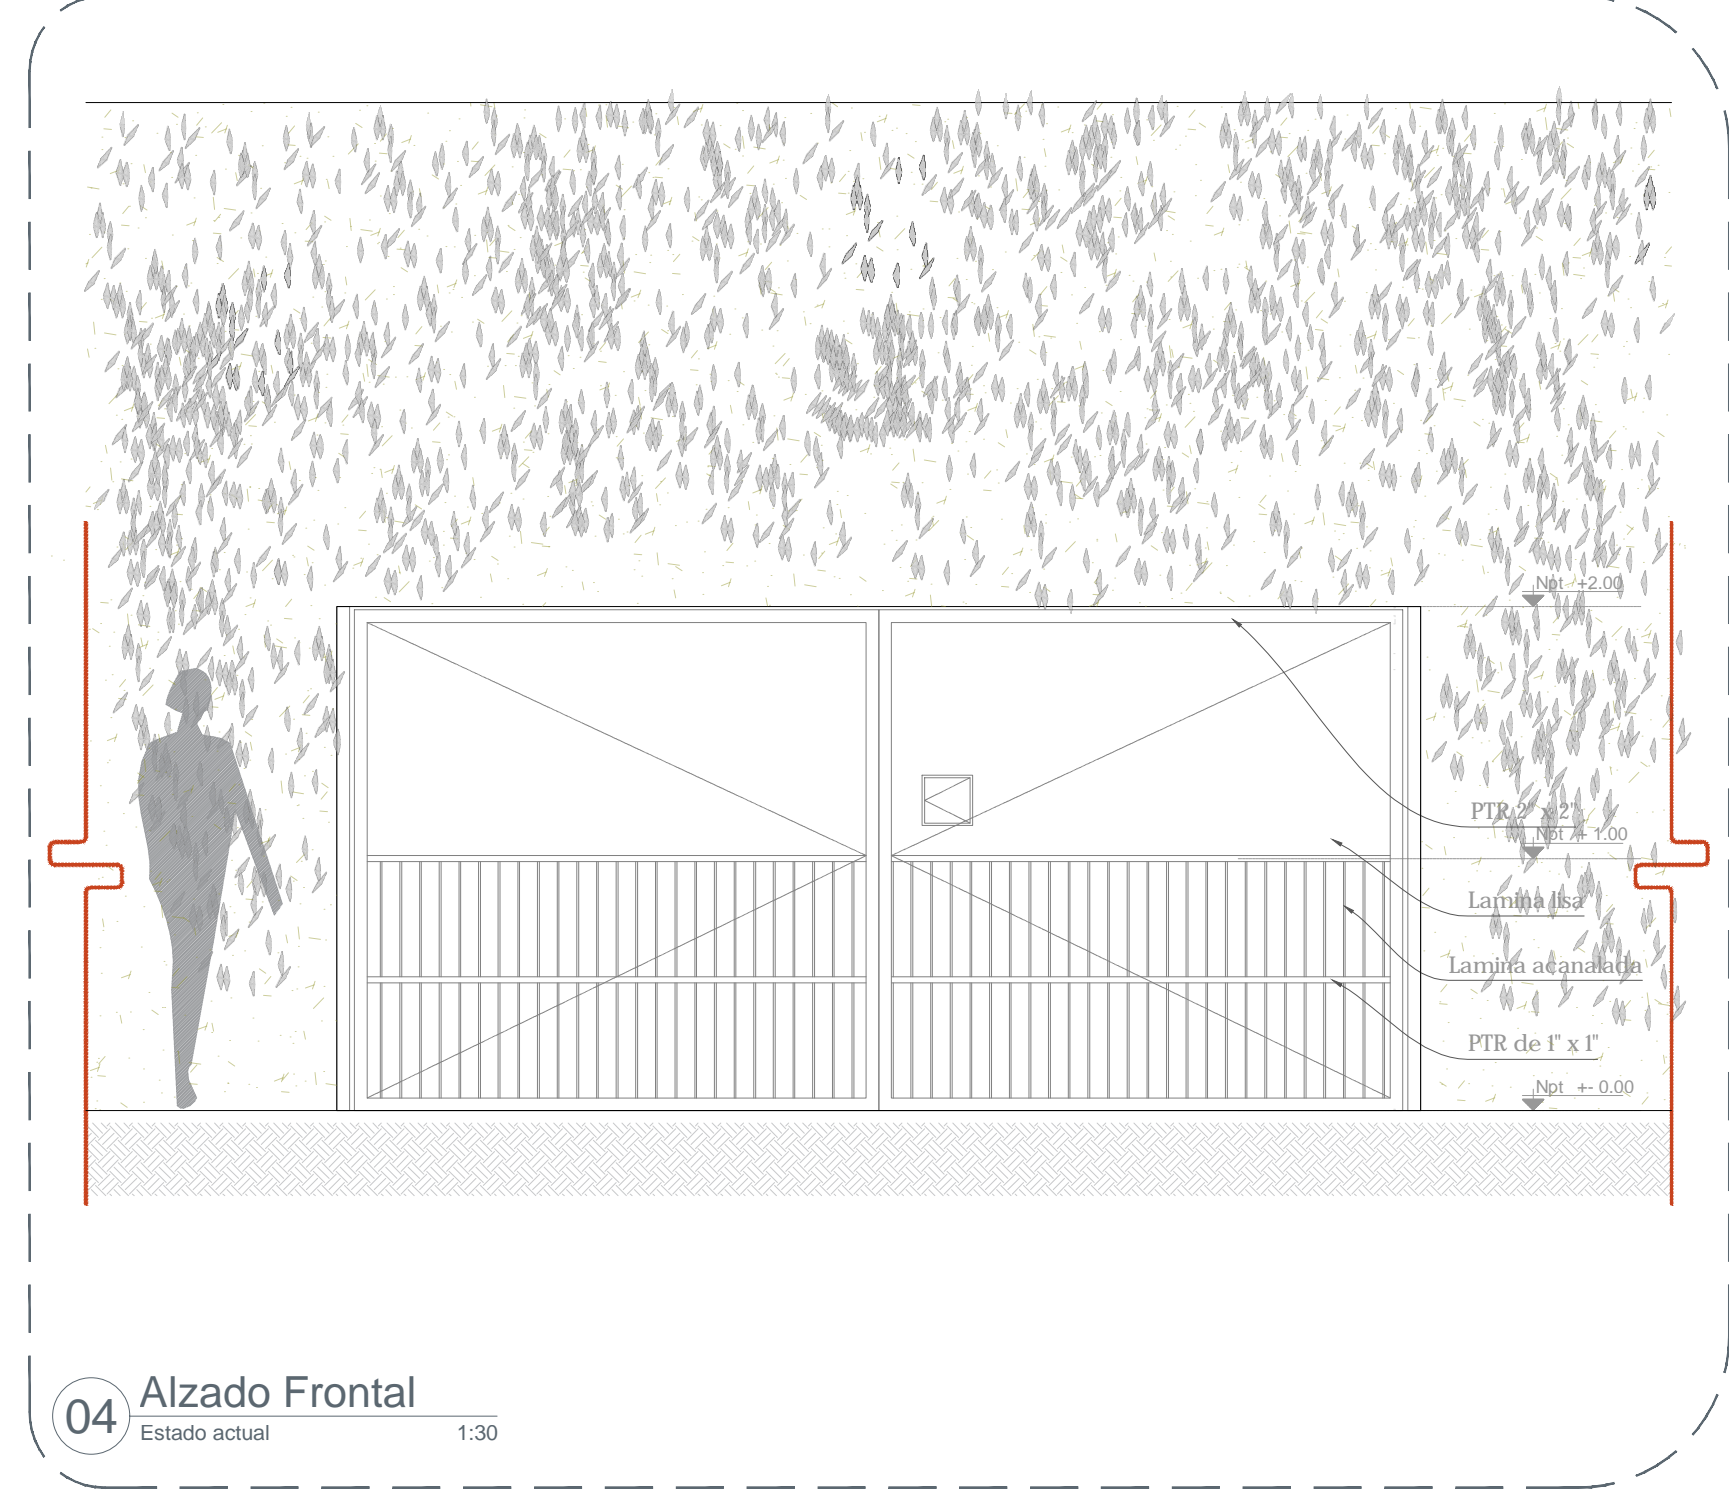 Npt +2.00
PTR 2" x 2"
Npt + 1.00
Lamina lisa
Lamina acanalada
PTR de 1" x 1"
Npt +- 0.00
04
Alzado Frontal
Estado actual 1:30